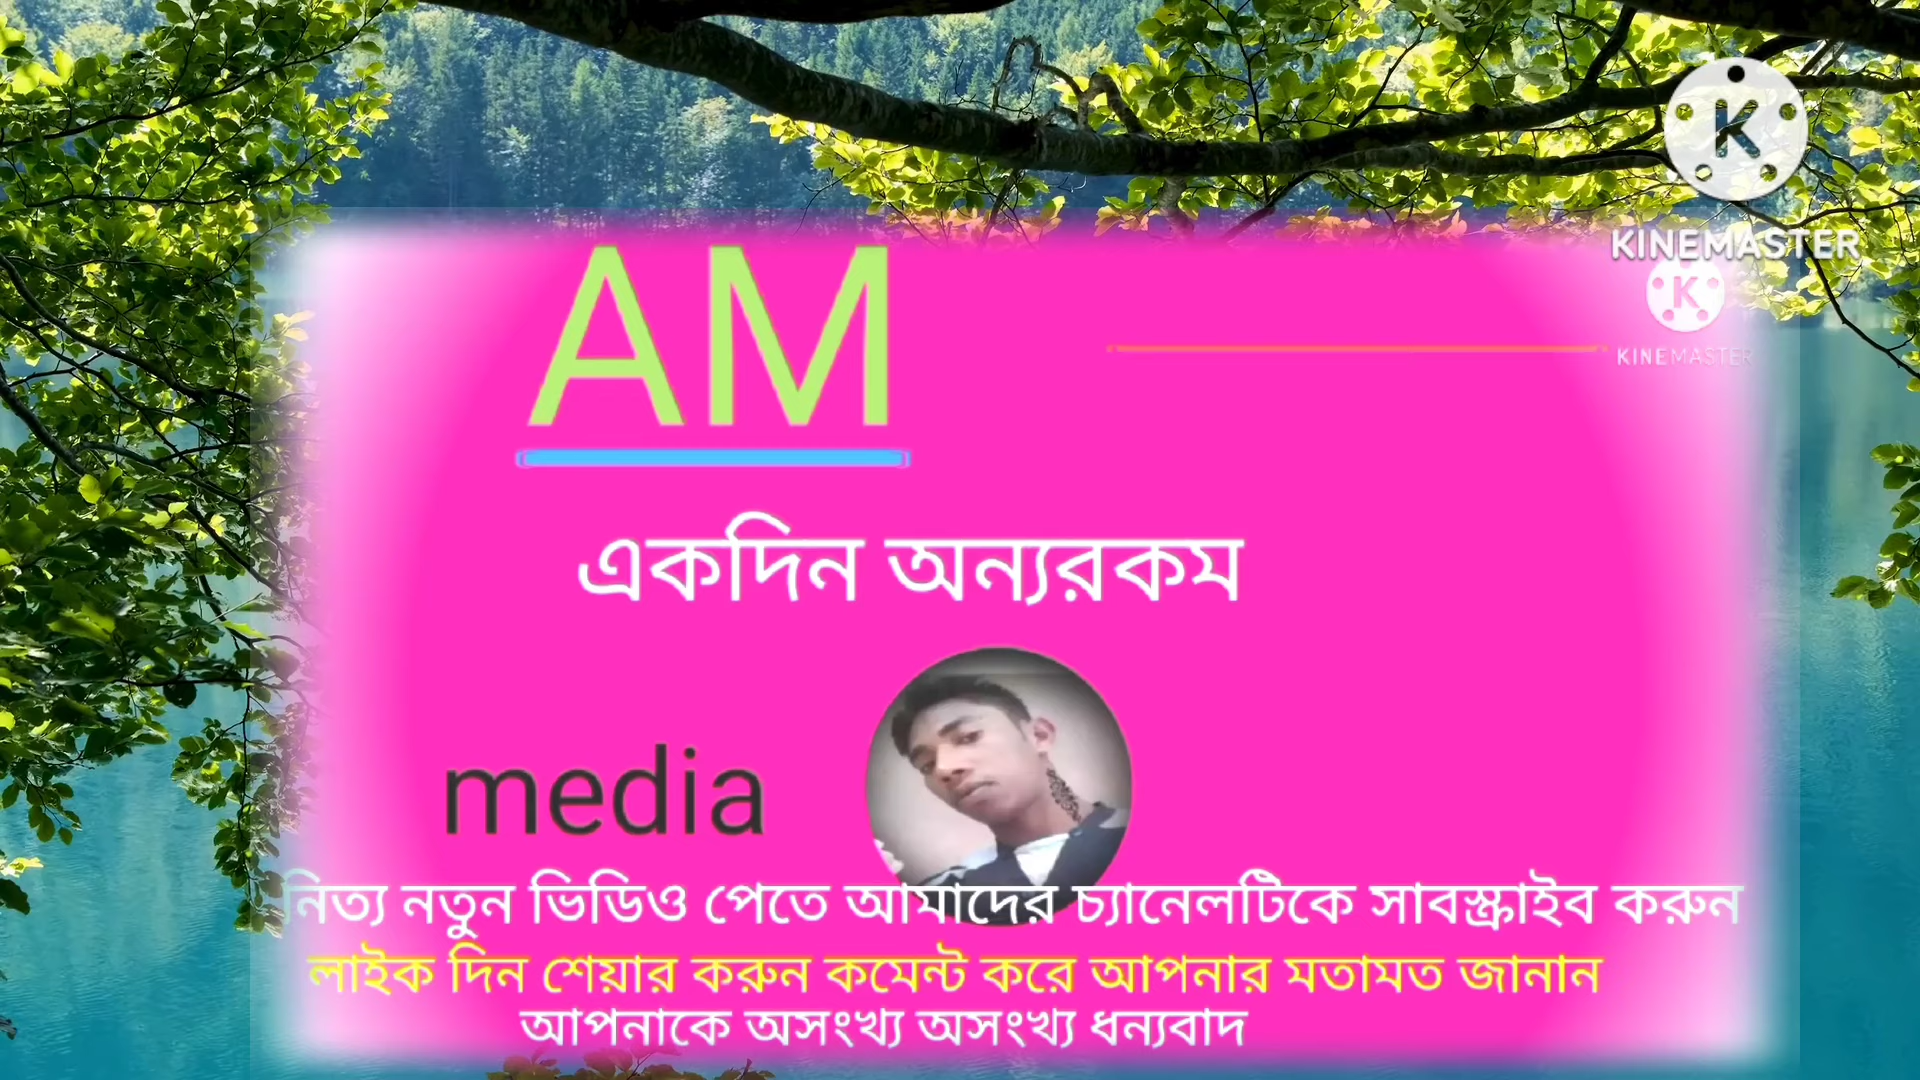 KINEMASTER
AM
KINEMASTER
একদিন অন্যরকম
media
নিত্য নতুন ভিডিও পেতে আমাদের চ্যানেলটিকে সাবস্ক্রাইব করুন
লাইক দিন শেয়ার করুন কমেন্ট করে আপনার মতামত জানান
আপনাকে অসংখ্য অসংখ্য ধন্যবাদ